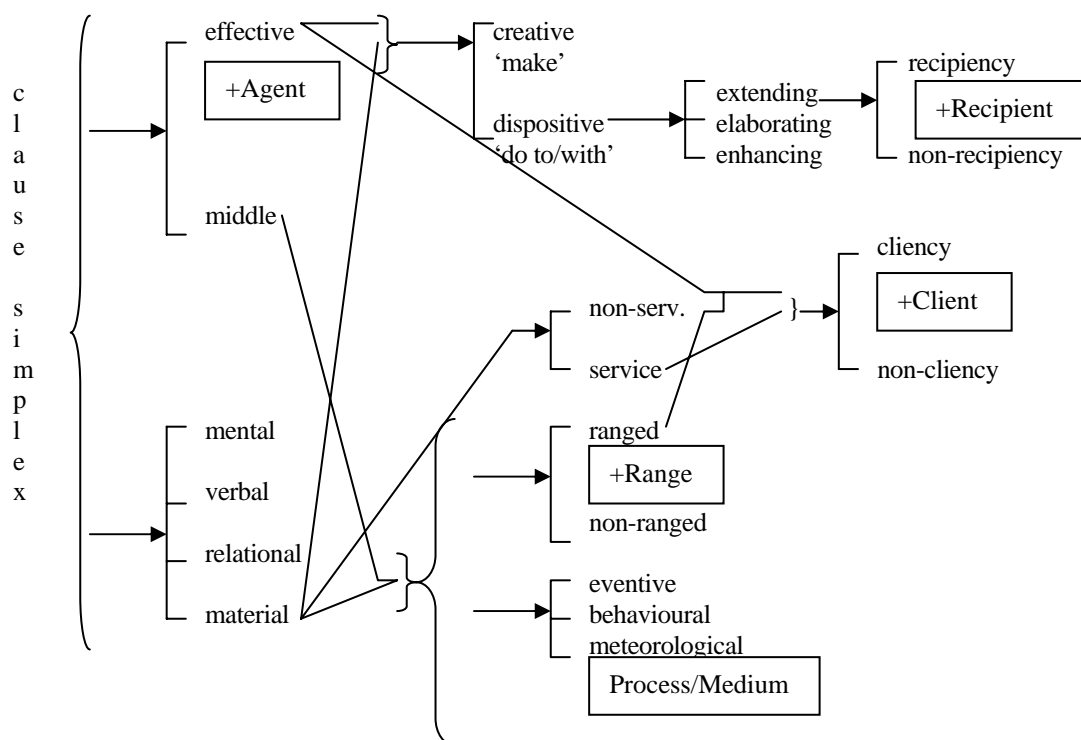 clause simplex
effective
+Agent
middle
mental
verbal
relational
material
creative
‘make’
dispositive
‘do to/with’
extending
elaborating
enhancing
recipiency
+Recipient
non-recipiency
non-serv.
service
}
cliency
+Client
non-cliency
ranged
+Range
non-ranged
eventive
behavioural
meteorological
Process/Medium